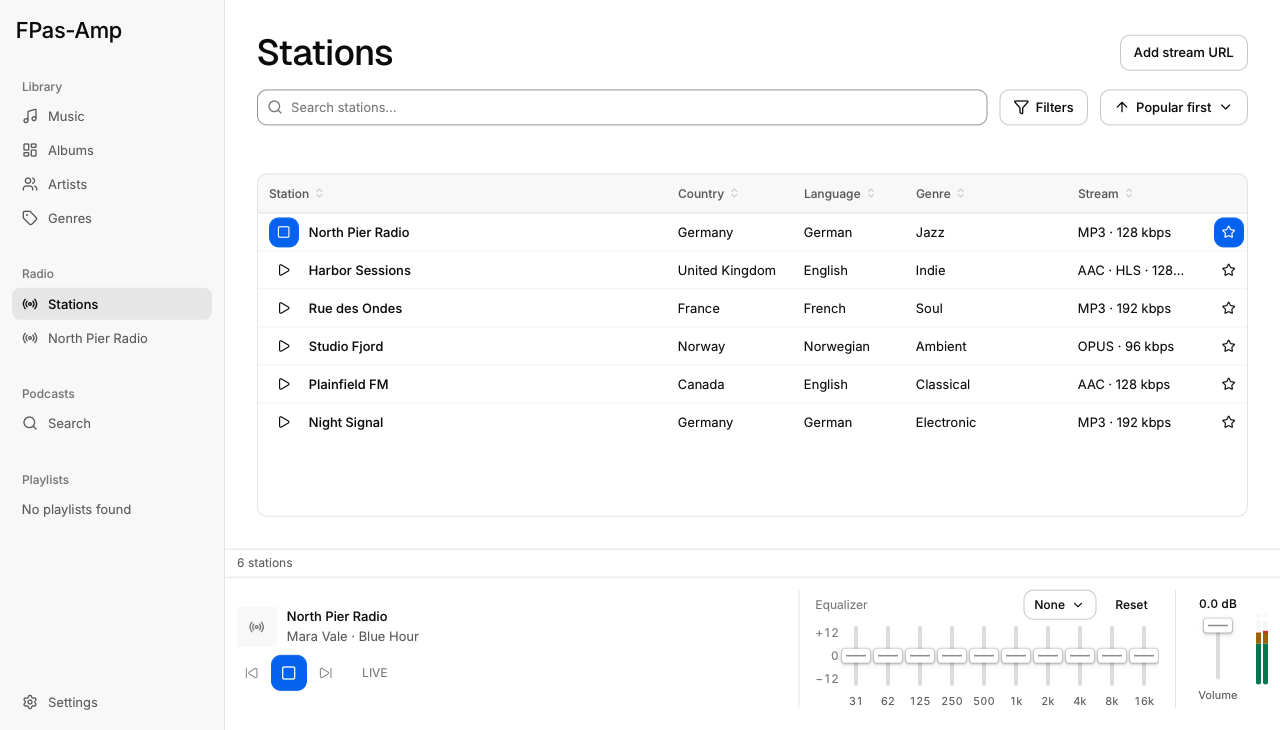 FPas-Amp
Library
Music
Albums
Artists
Genres
Radio
Stations
North Pier Radio
Podcasts
Search
Playlists
No playlists found
Settings
Stations
Add stream URL
Search stations...
Filters
Popular first
Station Country Language Genre Stream
North Pier Radio Germany German Jazz MP3 · 128 kbps
Harbor Sessions United Kingdom English Indie AAC · HLS · 128...
Rue des Ondes France French Soul MP3 · 192 kbps
Studio Fjord Norway Norwegian Ambient OPUS · 96 kbps
Plainfield FM Canada English Classical AAC · 128 kbps
Night Signal Germany German Electronic MP3 · 192 kbps
6 stations
North Pier Radio
Mara Vale · Blue Hour
LIVE
Equalizer None Reset
+12
0
−12
31 62 125 250 500 1k 2k 4k 8k 16k
0.0 dB
Volume